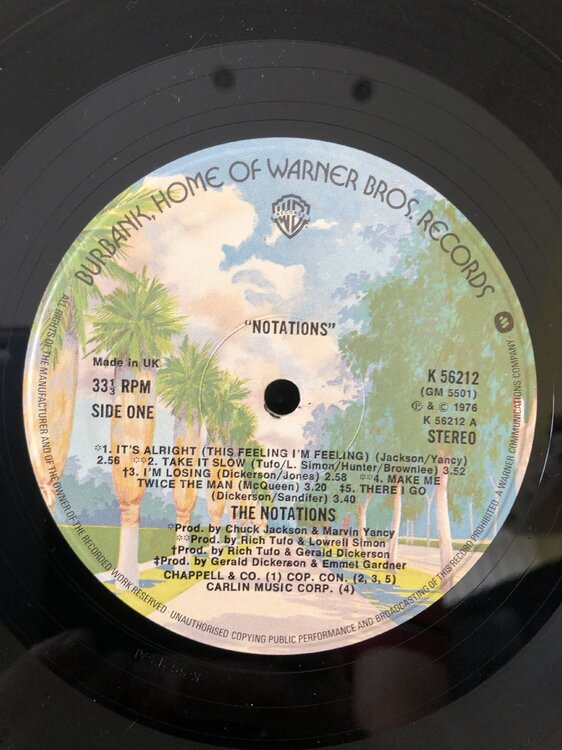 BURBANK, HOME OF WARNER BROS. RECORDS
"NOTATIONS"
Made in UK
33⅓ RPM
SIDE ONE
K 56212
(GM 5501)
Ⓟ & © 1976
K 56212 A
STEREO
*1. IT'S ALRIGHT (THIS FEELING I'M FEELING) (Jackson/Yancy)
2.56 **2. TAKE IT SLOW (Tufo/L. Simon/Hunter/Brownlee) 3.52
†3. I'M LOSING (Dickerson/Jones) 2.58 **4. MAKE ME
TWICE THE MAN (McQueen) 3.20 ‡5. THERE I GO
(Dickerson/Sandifer) 3.40
THE NOTATIONS
*Prod. by Chuck Jackson & Marvin Yancy
**Prod. by Rich Tufo & Lowrell Simon
†Prod. by Rich Tufo & Gerald Dickerson
‡Prod. by Gerald Dickerson & Emmet Gardner
CHAPPELL & CO. (1) COP. CON. (2, 3, 5)
CARLIN MUSIC CORP. (4)
ALL RIGHTS OF THE MANUFACTURER AND OF THE OWNER OF THE RECORDED WORK RESERVED · UNAUTHORISED COPYING PUBLIC PERFORMANCE AND BROADCASTING OF THIS RECORD PROHIBITED. A WARNER COMMUNICATIONS COMPANY